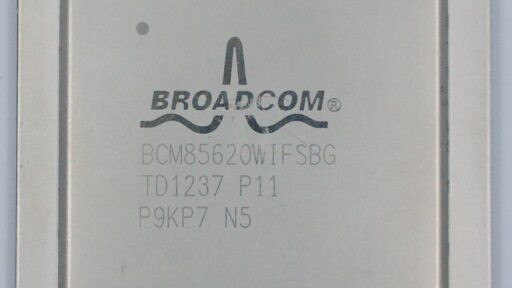 BROADCOM®
BCM85620WIFSBG
TD1237 P11
P9KP7 N5